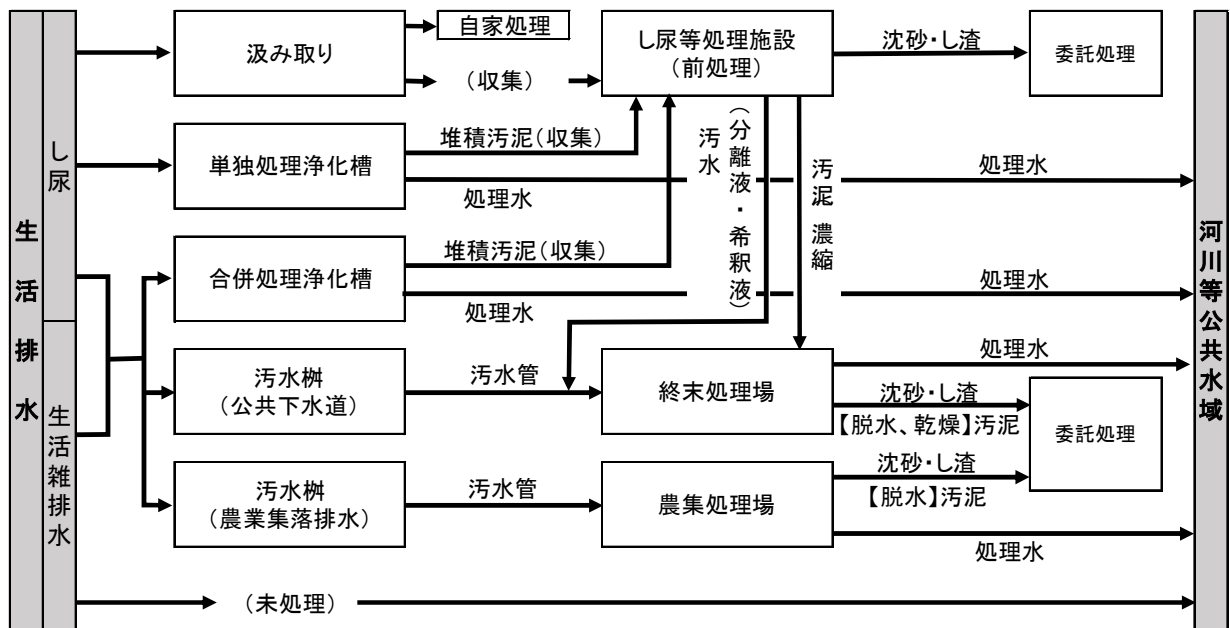 生活排水
し尿
生活雑排水
汲み取り
自家処理
（収集）
し尿等処理施設
（前処理）
沈砂・し渣
委託処理
単独処理浄化槽
堆積汚泥（収集）
処理水
処理水
汚水
（分離液・希釈液）
汚泥 濃縮
合併処理浄化槽
堆積汚泥（収集）
処理水
処理水
汚水桝
（公共下水道）
汚水管
終末処理場
処理水
沈砂・し渣
【脱水、乾燥】汚泥
委託処理
汚水桝
（農業集落排水）
汚水管
農集処理場
沈砂・し渣
【脱水】汚泥
処理水
（未処理）
河川等公共水域